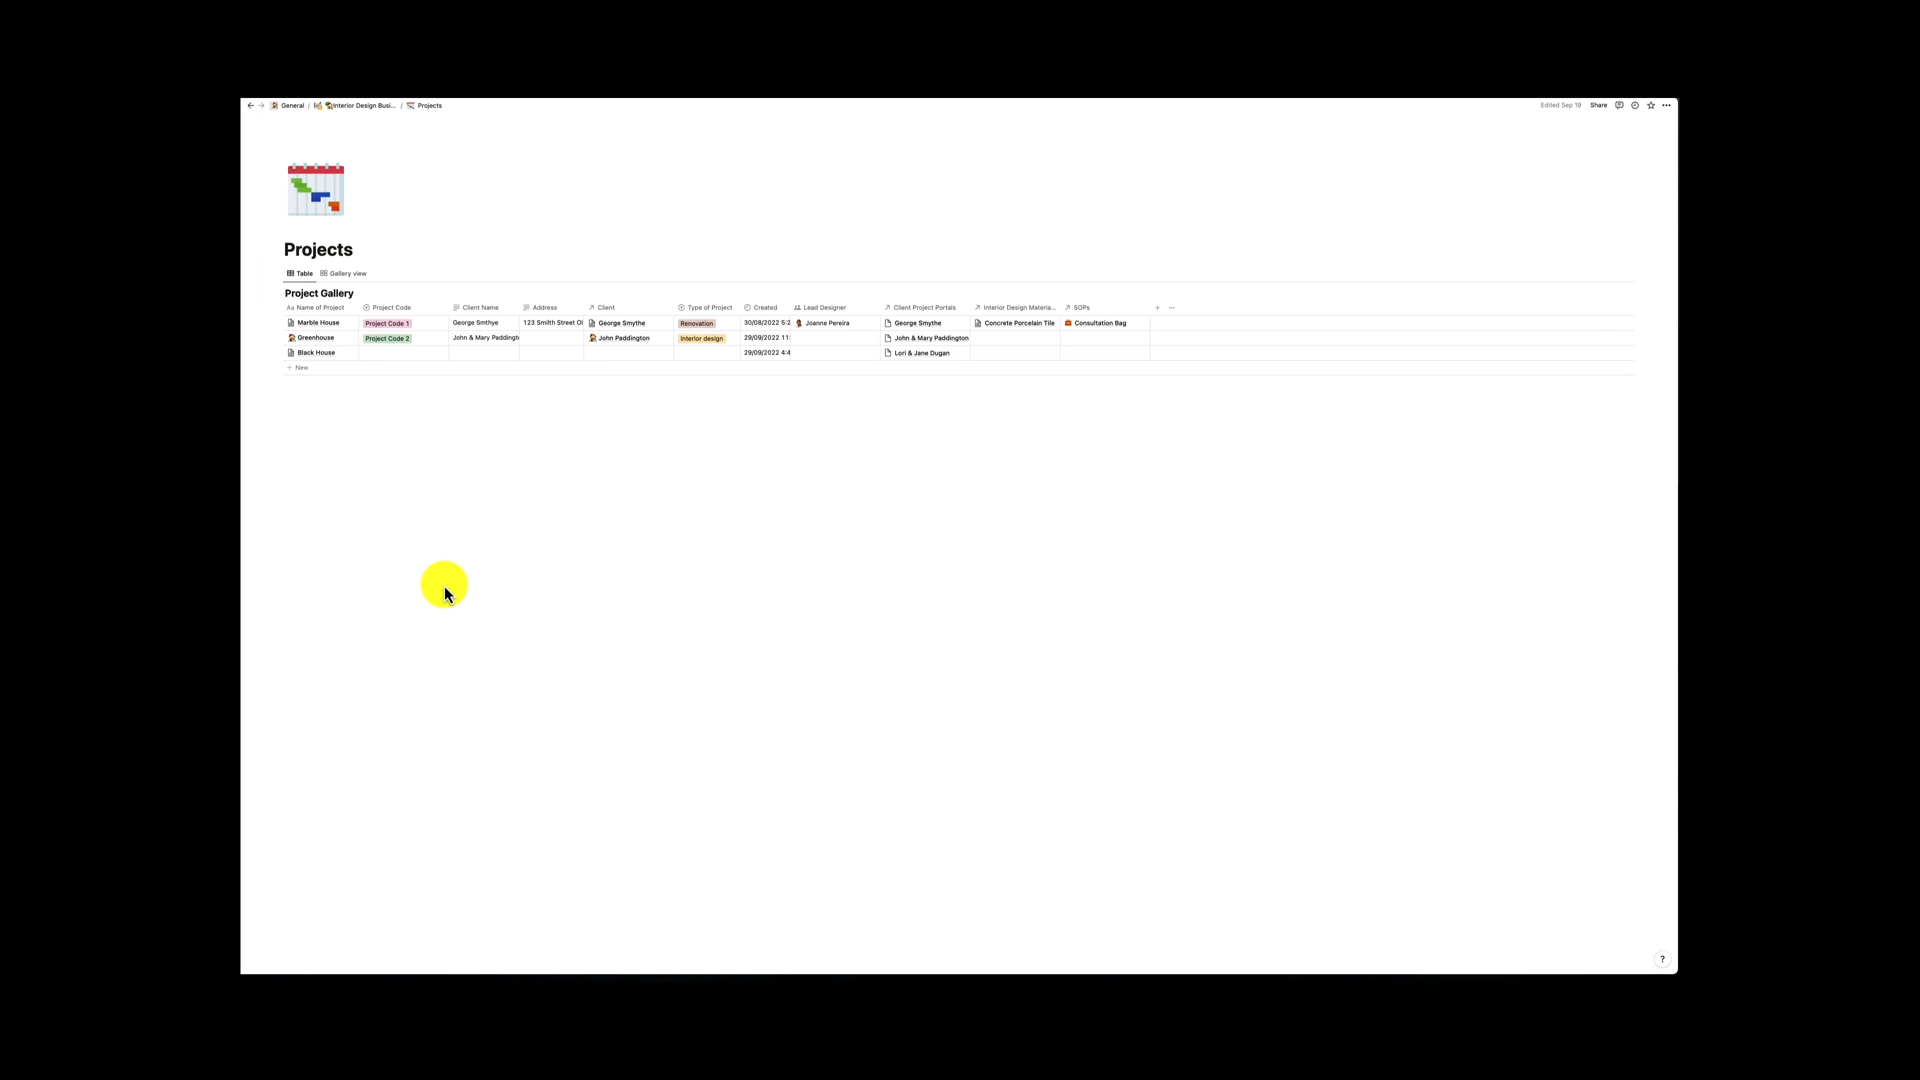 General / Interior Design Busi... / Projects
Edited Sep 19 Share
Projects
Table Gallery view
Project Gallery
Aa Name of Project Project Code Client Name Address Client Type of Project Created Lead Designer Client Project Portals Interior Design Materia... SOPs + ...
Marble House Project Code 1 George Smthye 123 Smilth Street Ol George Smythe Renovation 30/08/2022 5:2 Joanne Pereira George Smythe Concrete Porcelain Tile Consultation Bag
Greenhouse Project Code 2 John & Mary Paddingt John Paddington Interior design 29/09/2022 11: John & Mary Paddington
Black House 29/09/2022 4:4 Lori & Jane Dugan
+ New
?